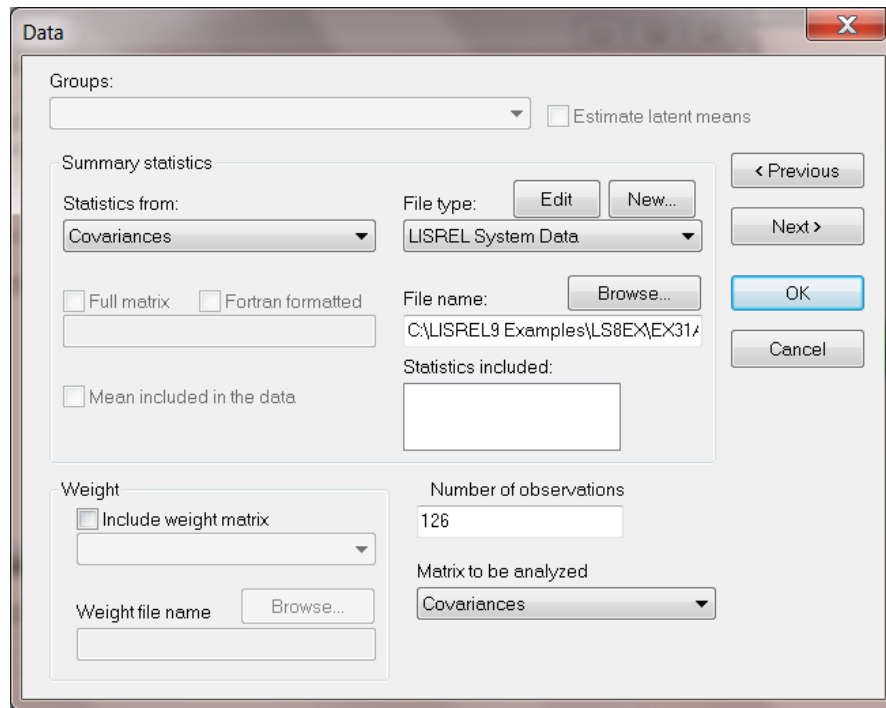 Data
X
Groups:
Estimate latent means
Summary statistics
Statistics from:
Covariances
File type:
Edit
New...
LISREL System Data
Full matrix
Fortran formatted
File name:
Browse...
C:\LISREL9 Examples\LS8EX\EX31A
Mean included in the data
Statistics included:
< Previous
Next >
OK
Cancel
Weight
Include weight matrix
Weight file name
Browse...
Number of observations
126
Matrix to be analyzed
Covariances